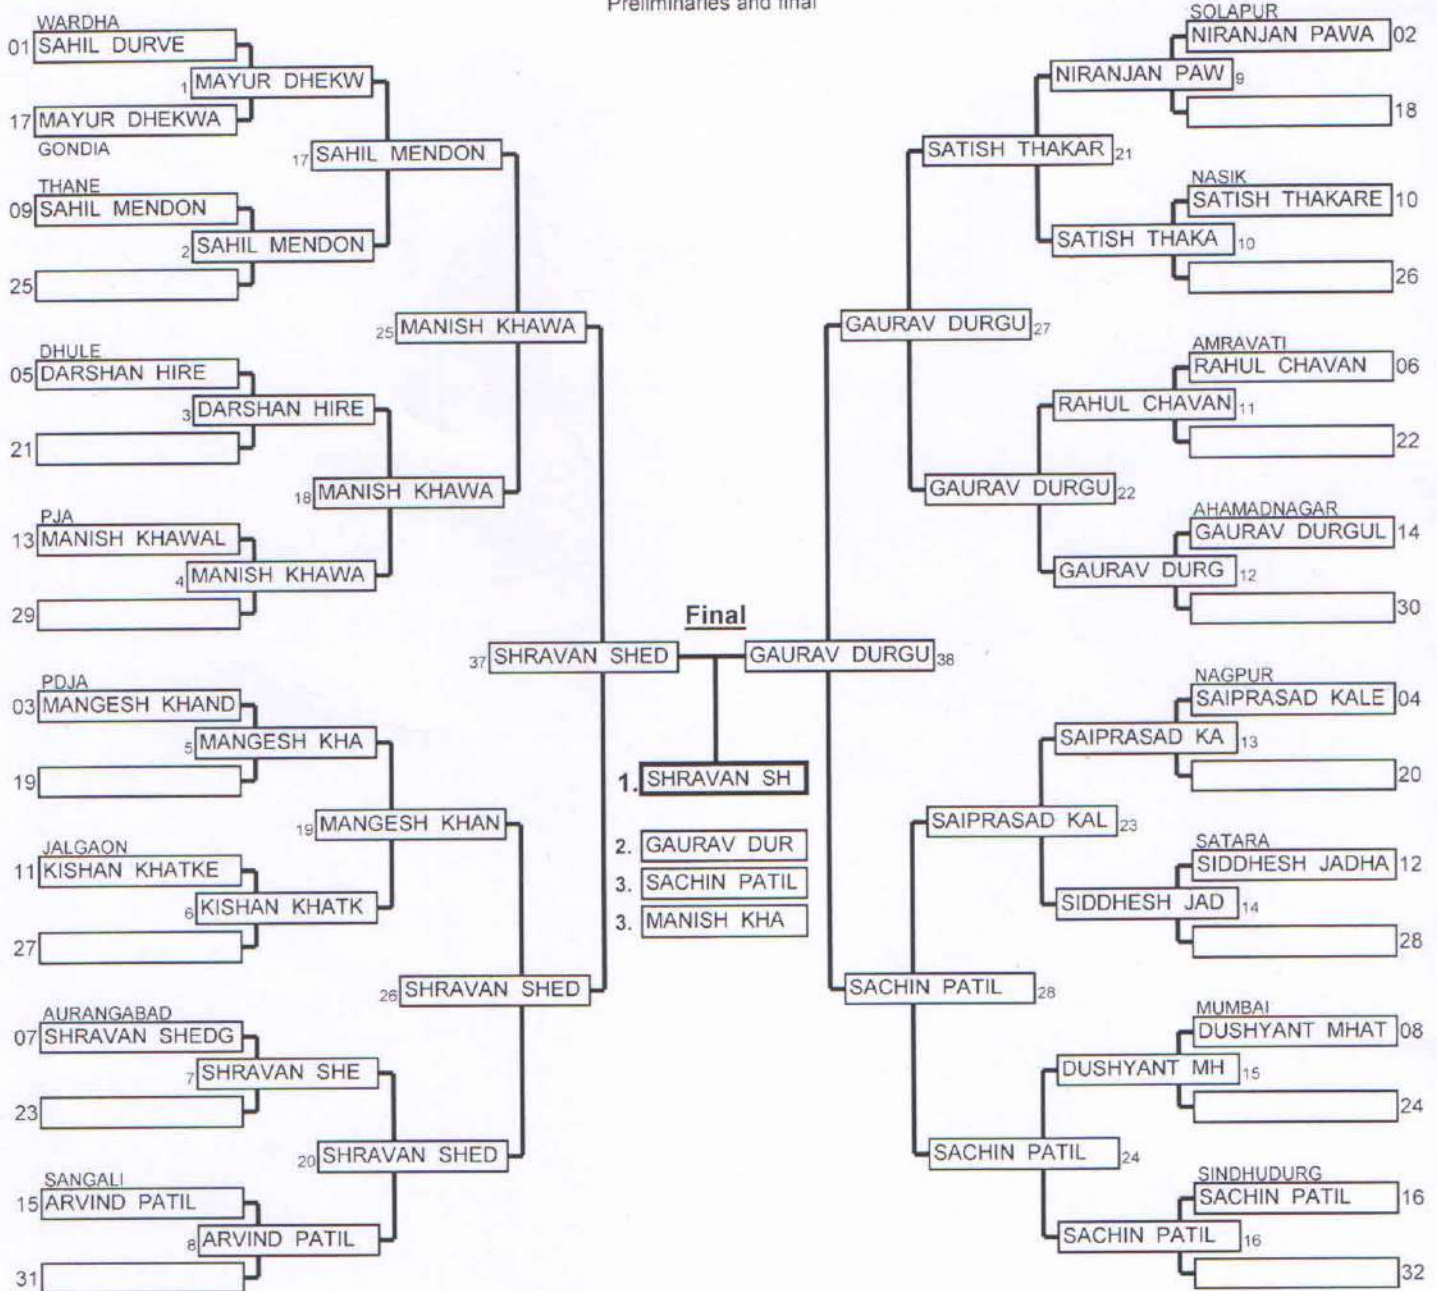 Preliminaries and final
WARDHA
01 SAHIL DURVE
1 MAYUR DHEKW
17 MAYUR DHEKWA
GONDIA
17 SAHIL MENDON
THANE
09 SAHIL MENDON
2 SAHIL MENDON
25
25 MANISH KHAWA
DHULE
05 DARSHAN HIRE
3 DARSHAN HIRE
21
18 MANISH KHAWA
PJA
13 MANISH KHAWAL
4 MANISH KHAWA
29
37 SHRAVAN SHED
PDJA
03 MANGESH KHAND
5 MANGESH KHA
19
19 MANGESH KHAN
JALGAON
11 KISHAN KHATKE
6 KISHAN KHATK
27
26 SHRAVAN SHED
AURANGABAD
07 SHRAVAN SHEDG
7 SHRAVAN SHE
23
20 SHRAVAN SHED
SANGALI
15 ARVIND PATIL
8 ARVIND PATIL
31
Final
1. SHRAVAN SH
2. GAURAV DUR
3. SACHIN PATIL
3. MANISH KHA
SOLAPUR
NIRANJAN PAWA 02
NIRANJAN PAW 9
18
SATISH THAKAR 21
NASIK
SATISH THAKARE 10
SATISH THAKA 10
26
GAURAV DURGU 27
AMRAVATI
RAHUL CHAVAN 06
RAHUL CHAVAN 11
22
GAURAV DURGU 22
AHAMADNAGAR
GAURAV DURGUL 14
GAURAV DURG 12
30
GAURAV DURGU 38
NAGPUR
SAIPRASAD KALE 04
SAIPRASAD KA 13
20
SAIPRASAD KAL 23
SATARA
SIDDHESH JADHA 12
SIDDHESH JAD 14
28
SACHIN PATIL 28
MUMBAI
DUSHYANT MHAT 08
DUSHYANT MH 15
24
SACHIN PATIL 24
SINDHUDURG
SACHIN PATIL 16
SACHIN PATIL 16
32